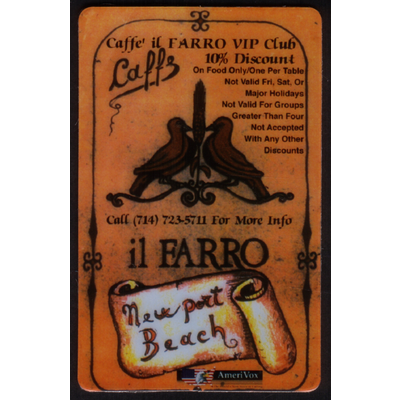 Caffe' il FARRO VIP Club
10% Discount
Caffé
On Food Only/One Per Table
Not Valid Fri, Sat, Or
Major Holidays
Not Valid For Groups
Greater Than Four
Not Accepted
With Any Other
Discounts
Call (714) 723-5711 For More Info
il FARRO
Newport
Beach
AmeriVox